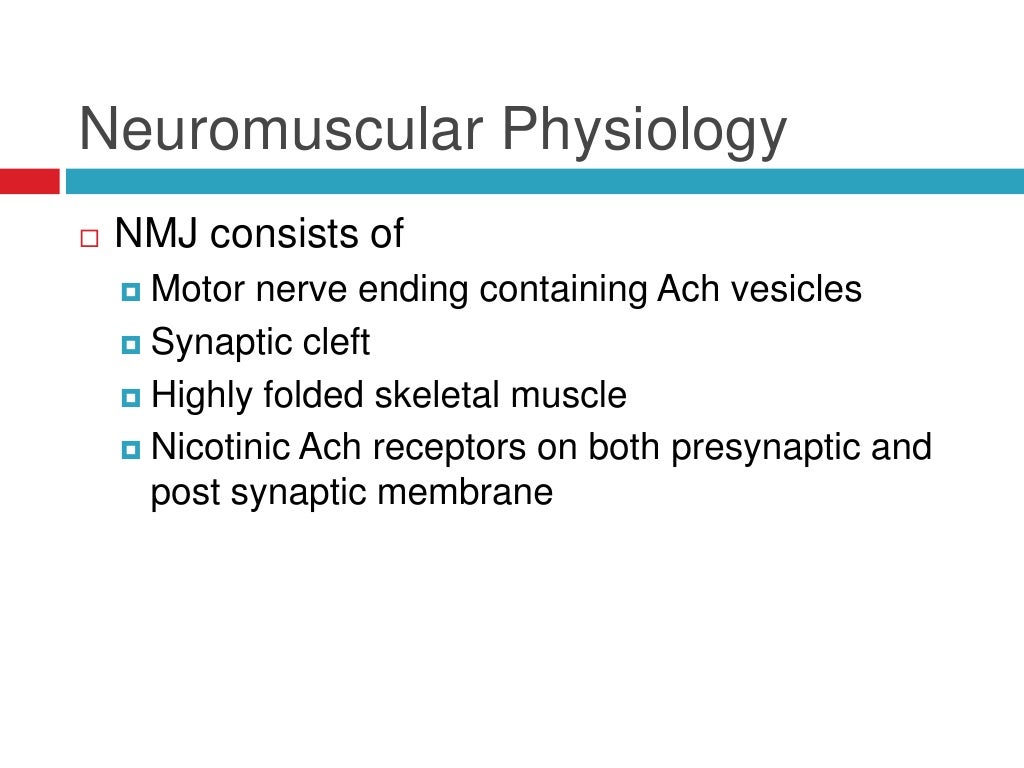 Neuromuscular Physiology
NMJ consists of
Motor nerve ending containing Ach vesicles
Synaptic cleft
Highly folded skeletal muscle
Nicotinic Ach receptors on both presynaptic and
post synaptic membrane